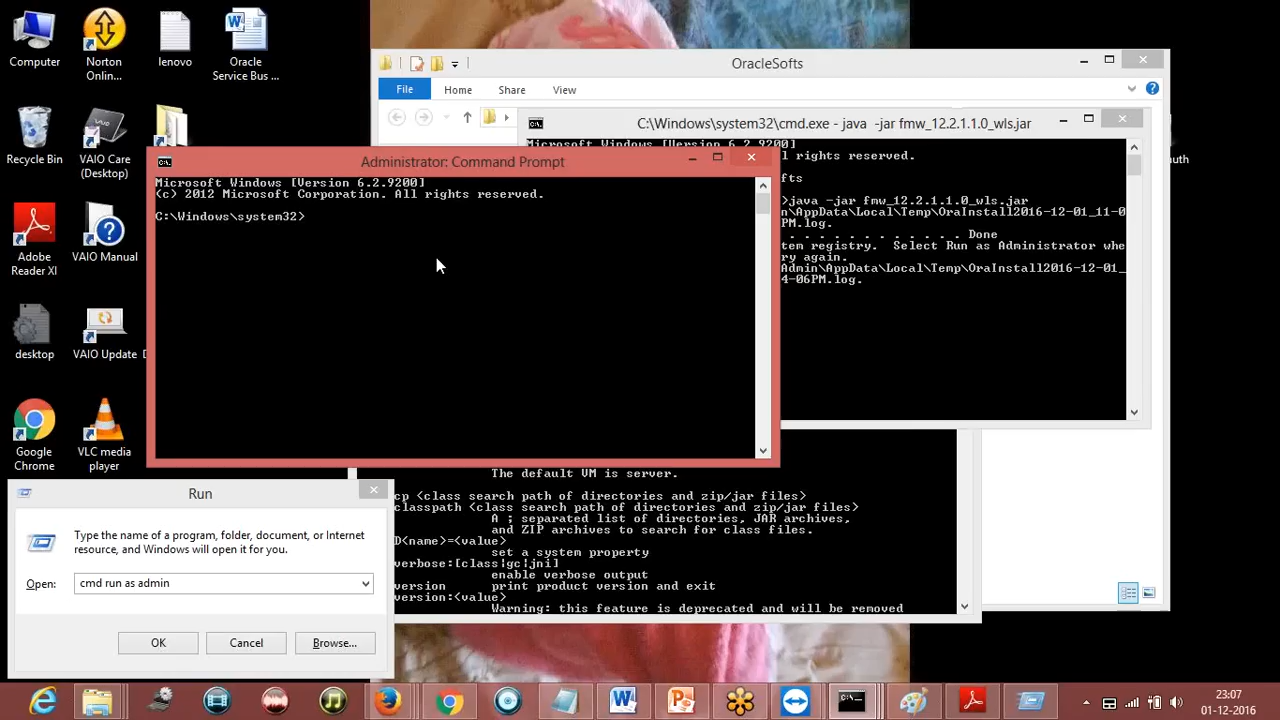 Computer
Norton
Online...
lenovo
Oracle
Service Bus ...
Recycle Bin
VAIO Care
(Desktop)
Adobe
Reader XI
VAIO Manual
desktop
VAIO Update
Google
Chrome
VLC media
player
OracleSofts
File
Home
Share
View
C:\Windows\system32\cmd.exe - java -jar fmw_12.2.1.1.0_wls.jar
Microsoft Windows [Version 6.2.9200]
ll rights reserved.
fts
>java -jar fmw_12.2.1.1.0_wls.jar
n\AppData\Local\Temp\OraInstall2016-12-01_11-0
PM.log.
. . . . . . . . . . . . Done
tem registry. Select Run as Administrator whe
ry again.
Admin\AppData\Local\Temp\OraInstall2016-12-01_
4-06PM.log.
uth
Administrator: Command Prompt
Microsoft Windows [Version 6.2.9200]
(c) 2012 Microsoft Corporation. All rights reserved.
C:\Windows\system32>
The default VM is server.
cp <class search path of directories and zip/jar files>
classpath <class search path of directories and zip/jar files>
A ; separated list of directories, JAR archives,
and ZIP archives to search for class files.
D<name>=<value>
set a system property
verbose:[class|gc|jni]
enable verbose output
version print product version and exit
version:<value>
Warning: this feature is deprecated and will be removed
Run
Type the name of a program, folder, document, or Internet
resource, and Windows will open it for you.
Open: cmd run as admin
OK
Cancel
Browse...
23:07
01-12-2016